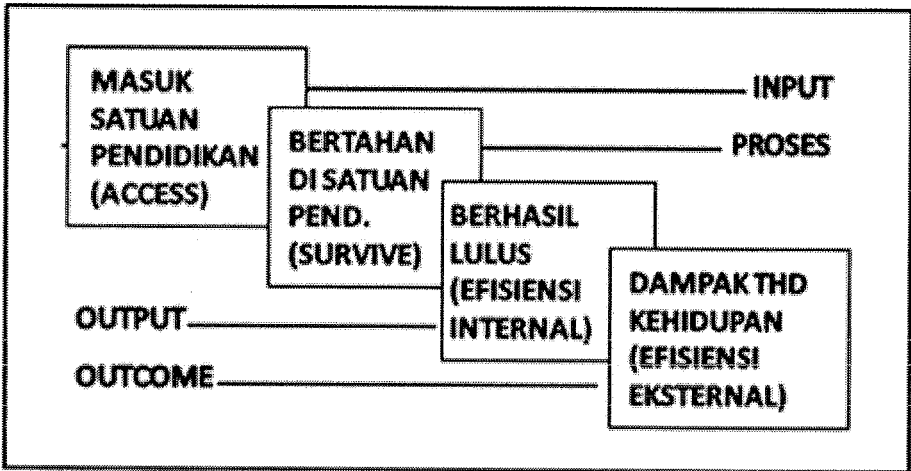 MASUK
SATUAN
PENDIDIKAN
(ACCESS)
INPUT
BERTAHAN
DI SATUAN
PEND.
(SURVIVE)
PROSES
BERHASIL
LULUS
(EFISIENSI
INTERNAL)
OUTPUT
DAMPAK THD
KEHIDUPAN
(EFISIENSI
EKSTERNAL)
OUTCOME